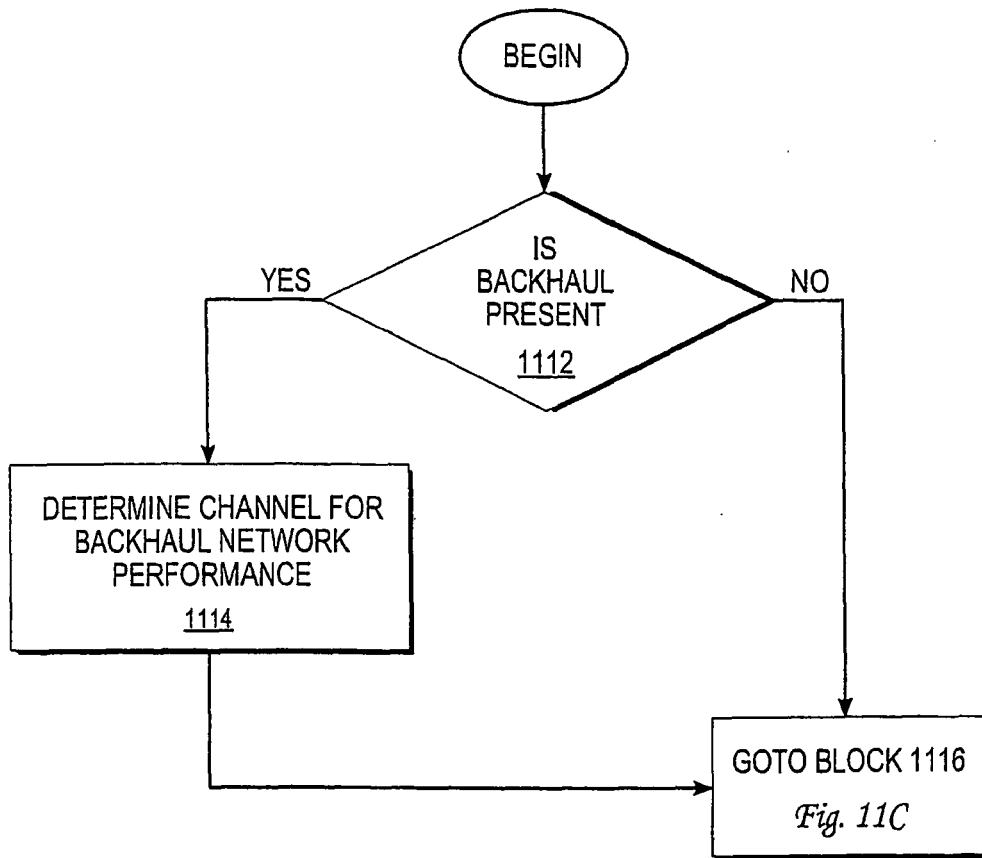 BEGIN
IS
BACKHAUL
PRESENT
1112
YES
NO
DETERMINE CHANNEL FOR
BACKHAUL NETWORK
PERFORMANCE
1114
GOTO BLOCK 1116
Fig. 11C